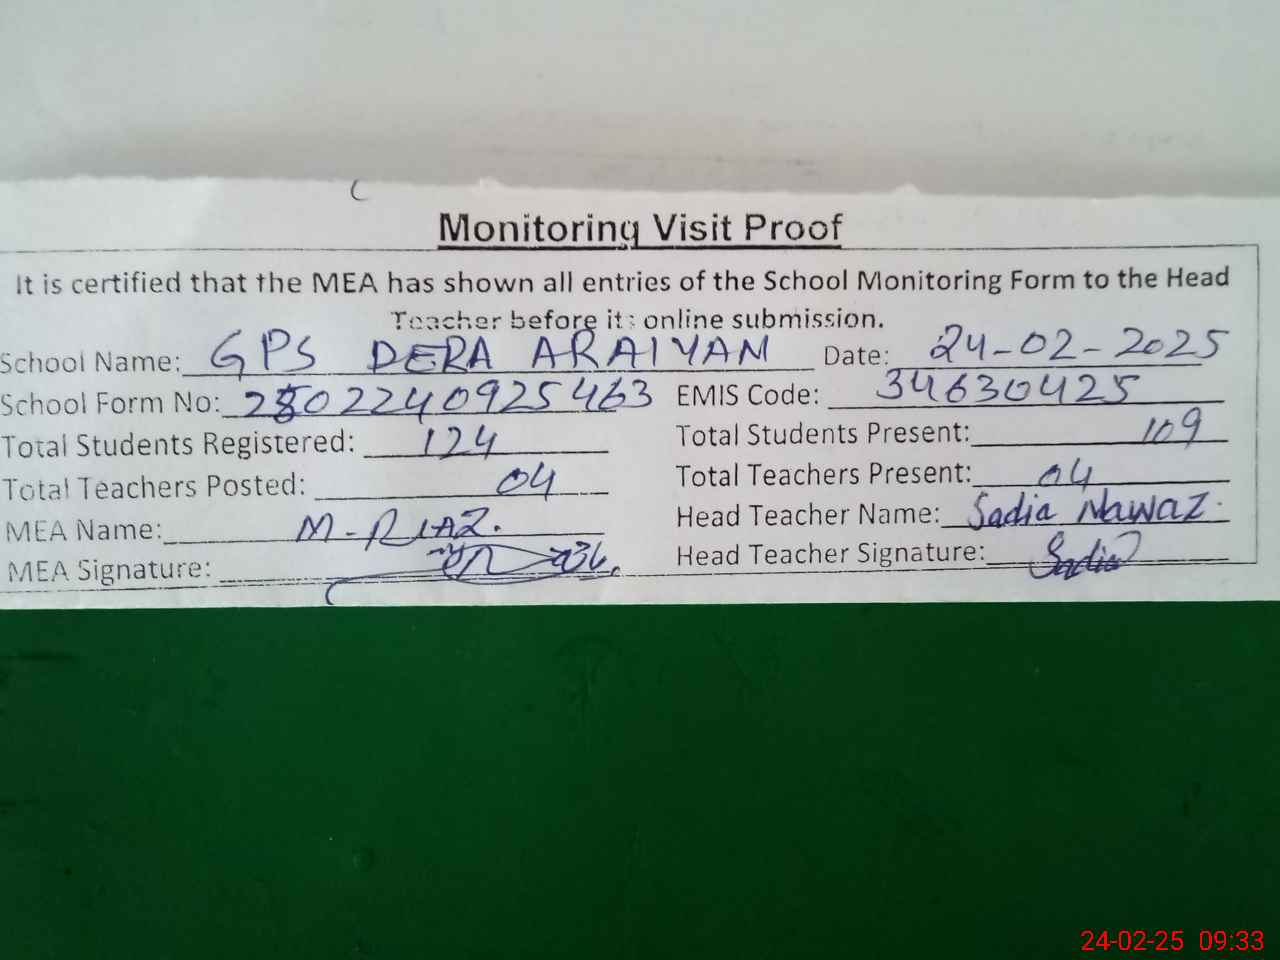 Monitoring Visit Proof
It is certified that the MEA has shown all entries of the School Monitoring Form to the Head
Teacher before its online submission.
School Name: GPS DERA ARAIYAN Date: 24-02-2025
School Form No: 2502240925463 EMIS Code: 34630425
Total Students Registered: 124 Total Students Present: 109
Total Teachers Posted: 04 Total Teachers Present: 04
MEA Name: M-RIAZ. Head Teacher Name: Sadia Nawaz.
MEA Signature: Head Teacher Signature: Sadia
24-02-25 09:33